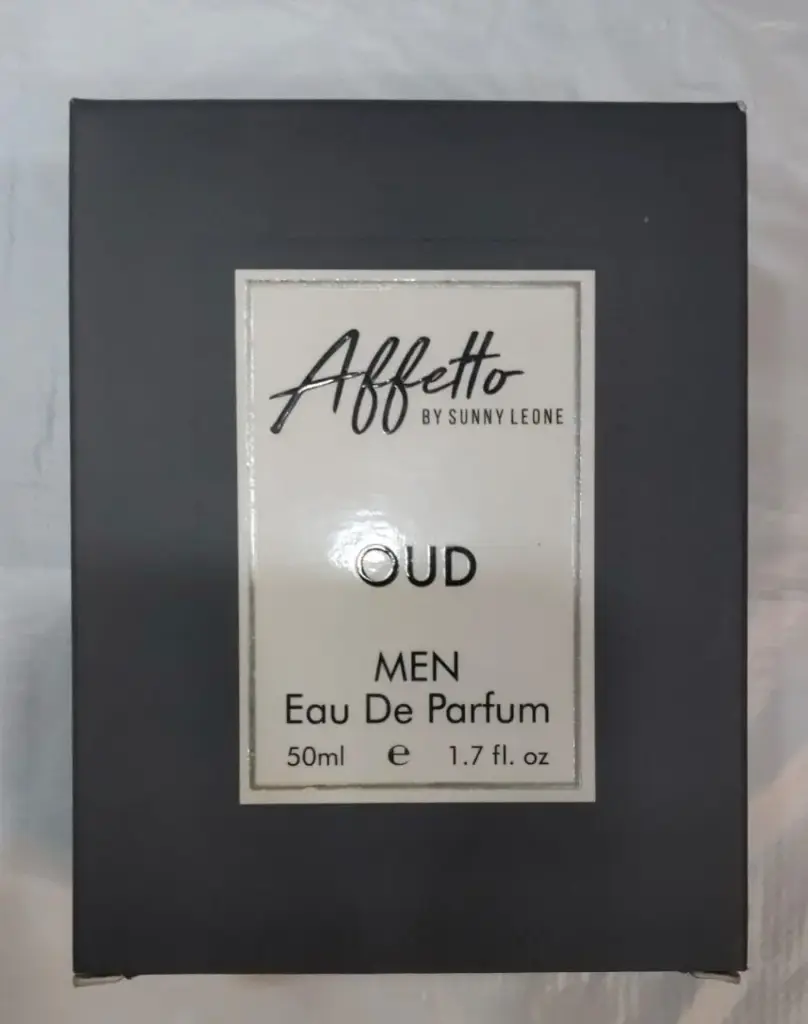 Affetto
BY SUNNY LEONE
OUD
MEN
Eau De Parfum
50ml ℮ 1.7 fl. oz